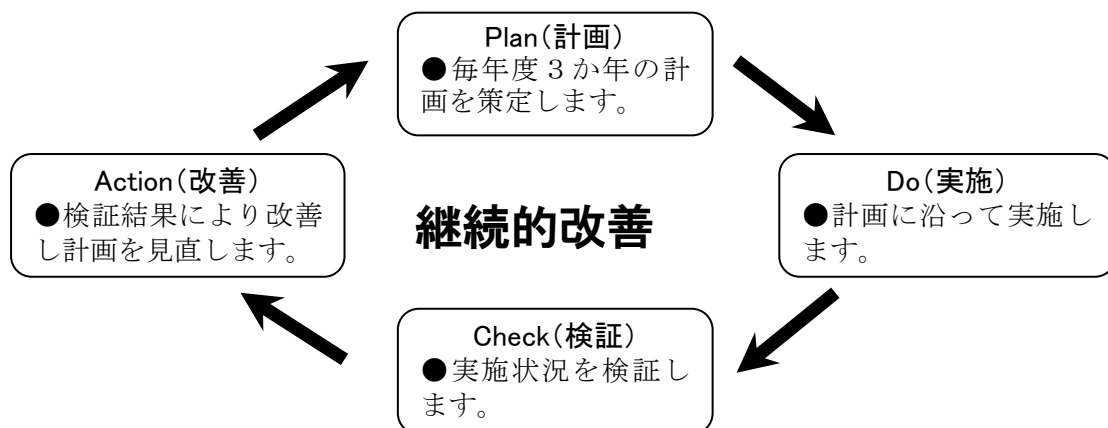 Plan(計画)
●毎年度３か年の計
画を策定します。
Action(改善)
●検証結果により改善
し計画を見直します。
継続的改善
Do(実施)
●計画に沿って実施し
ます。
Check(検証)
●実施状況を検証し
ます。